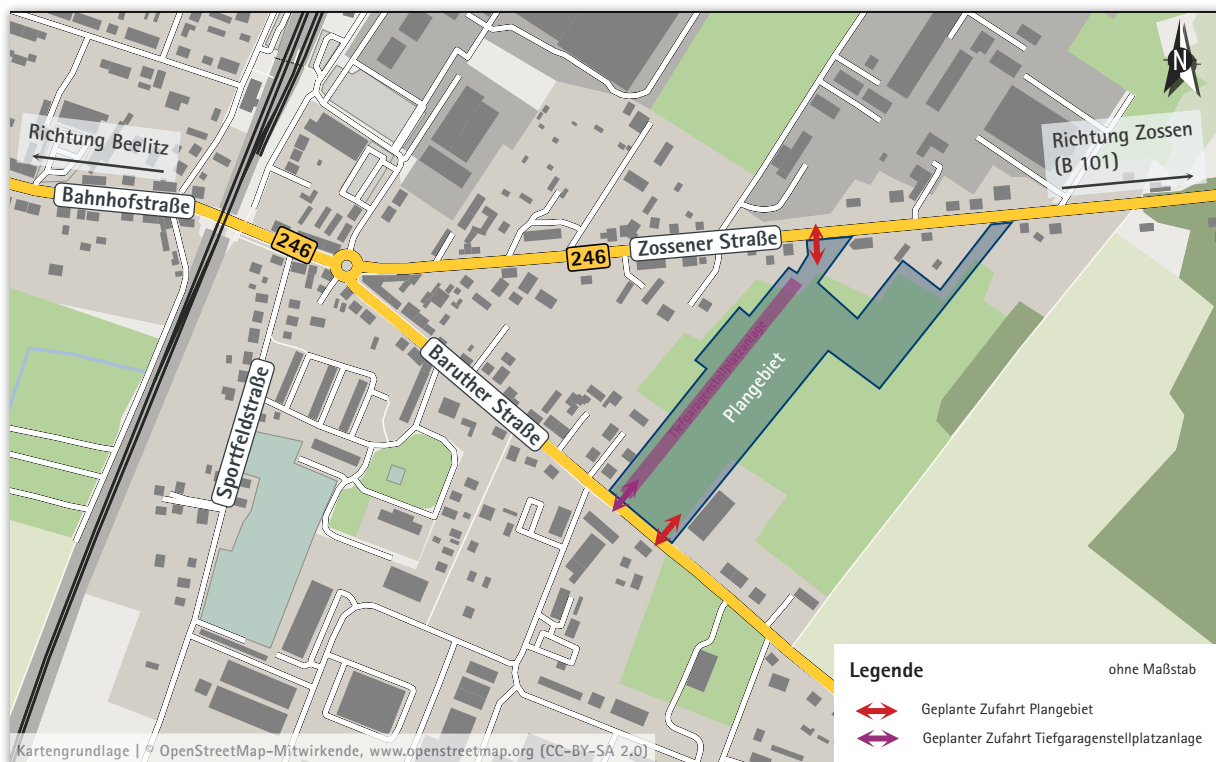 N
Richtung Beelitz
Richtung Zossen
(B 101)
Bahnhofstraße
246
246
Zossener Straße
Baruther Straße
Sportfeldstraße
Tiefgaragenstellplatzanlage
Plangebiet
Legende
ohne Maßstab
Geplante Zufahrt Plangebiet
Geplanter Zufahrt Tiefgaragenstellplatzanlage
Kartengrundlage | © OpenStreetMap-Mitwirkende, www.openstreetmap.org (CC-BY-SA 2.0)